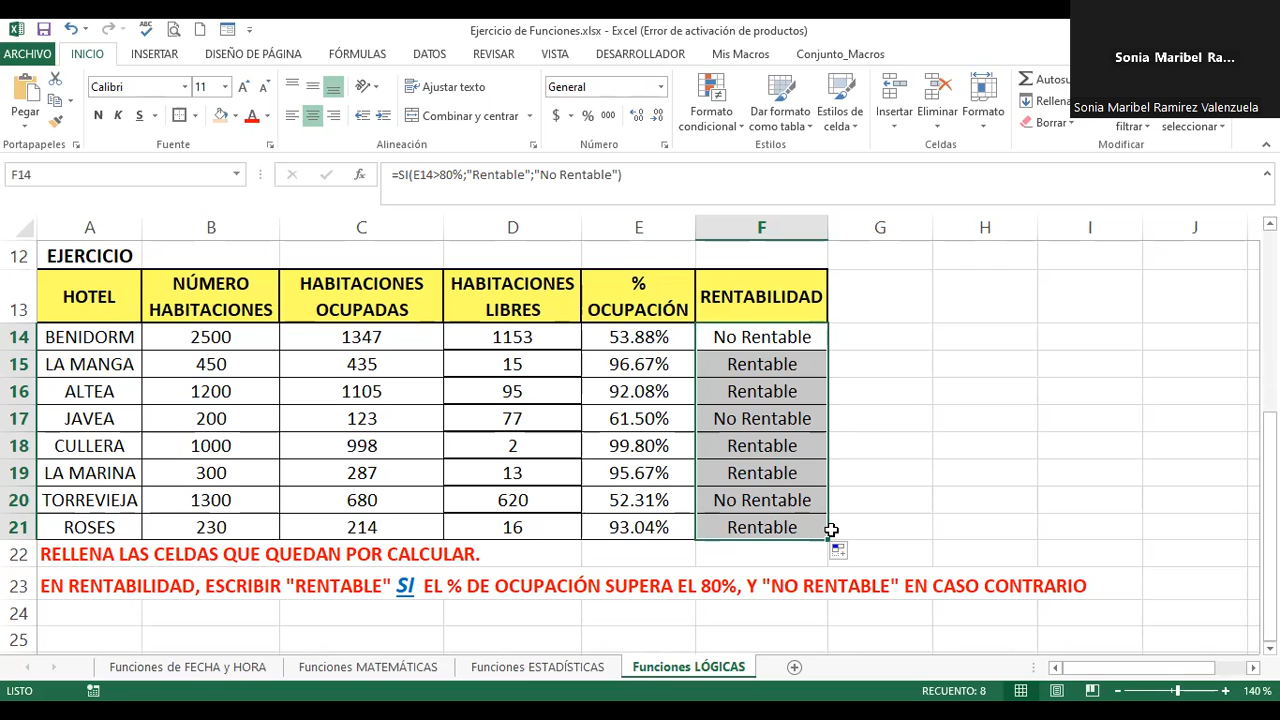 Ejercicio de Funciones.xlsx - Excel (Error de activación de productos)
ARCHIVO INICIO INSERTAR DISEÑO DE PÁGINA FÓRMULAS DATOS REVISAR VISTA DESARROLLADOR Mis Macros Conjunto_Macros
Sonia Maribel Ra...
Sonia Maribel Ramirez Valenzuela
Pegar
Calibri 11
N K S
Ajustar texto
Combinar y centrar
General
$ % 000
Formato condicional
Dar formato como tabla
Estilos de celda
Insertar Eliminar Formato
Autosu
Rellena
Borrar
filtrar seleccionar
Portapapeles Fuente Alineación Número Estilos Celdas Modificar
F14 fx =SI(E14>80%;"Rentable";"No Rentable")
A B C D E F G H I J
12 EJERCICIO
13 HOTEL NÚMERO HABITACIONES HABITACIONES OCUPADAS HABITACIONES LIBRES % OCUPACIÓN RENTABILIDAD
14 BENIDORM 2500 1347 1153 53.88% No Rentable
15 LA MANGA 450 435 15 96.67% Rentable
16 ALTEA 1200 1105 95 92.08% Rentable
17 JAVEA 200 123 77 61.50% No Rentable
18 CULLERA 1000 998 2 99.80% Rentable
19 LA MARINA 300 287 13 95.67% Rentable
20 TORREVIEJA 1300 680 620 52.31% No Rentable
21 ROSES 230 214 16 93.04% Rentable
22 RELLENA LAS CELDAS QUE QUEDAN POR CALCULAR.
23 EN RENTABILIDAD, ESCRIBIR "RENTABLE" SI EL % DE OCUPACIÓN SUPERA EL 80%, Y "NO RENTABLE" EN CASO CONTRARIO
24
25
Funciones de FECHA y HORA Funciones MATEMÁTICAS Funciones ESTADÍSTICAS Funciones LÓGICAS
LISTO RECUENTO: 8 140 %